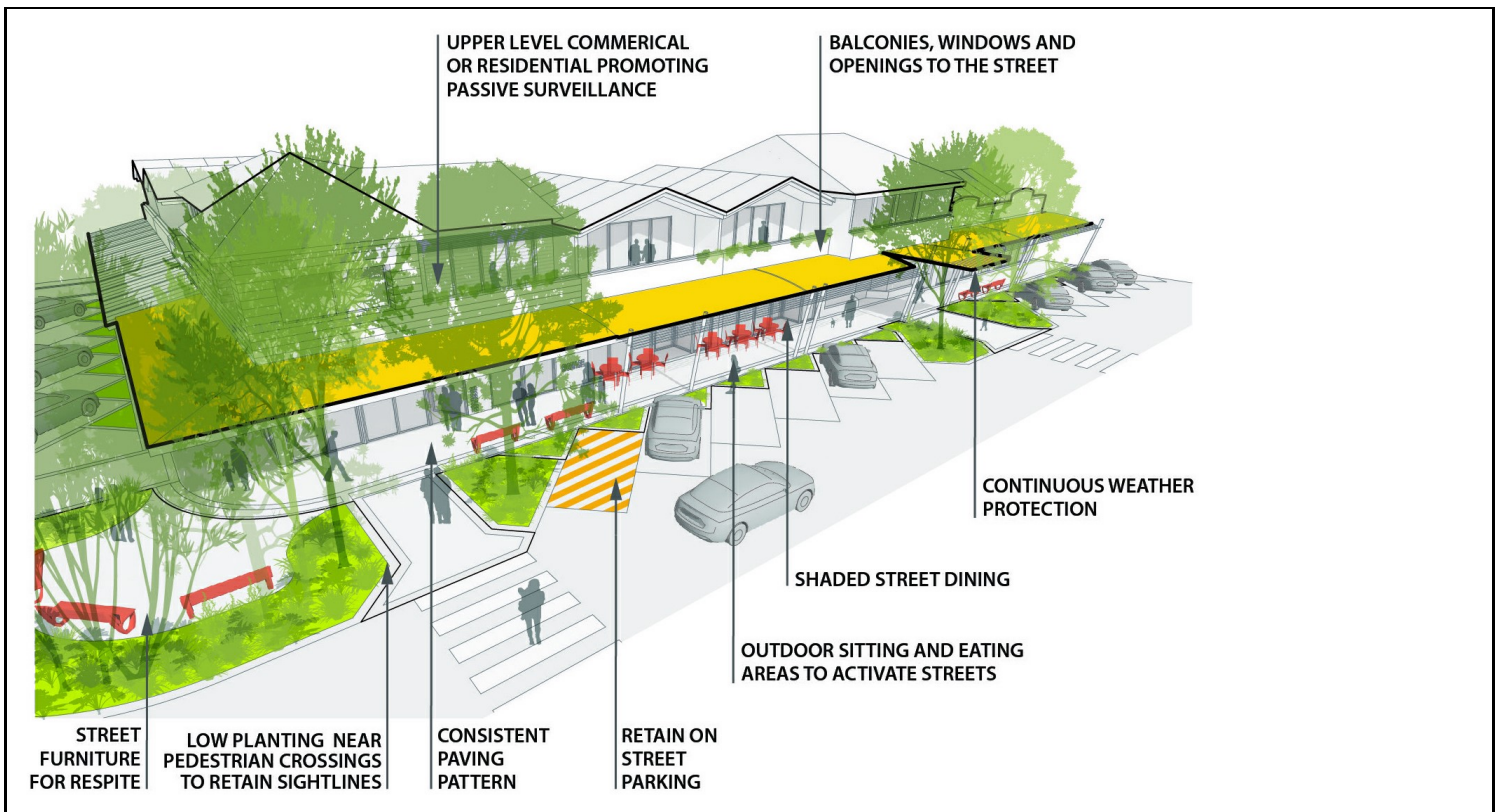 UPPER LEVEL COMMERICAL
OR RESIDENTIAL PROMOTING
PASSIVE SURVEILLANCE
BALCONIES, WINDOWS AND
OPENINGS TO THE STREET
CONTINUOUS WEATHER
PROTECTION
SHADED STREET DINING
OUTDOOR SITTING AND EATING
AREAS TO ACTIVATE STREETS
STREET
FURNITURE
FOR RESPITE
LOW PLANTING NEAR
PEDESTRIAN CROSSINGS
TO RETAIN SIGHTLINES
CONSISTENT
PAVING
PATTERN
RETAIN ON
STREET
PARKING